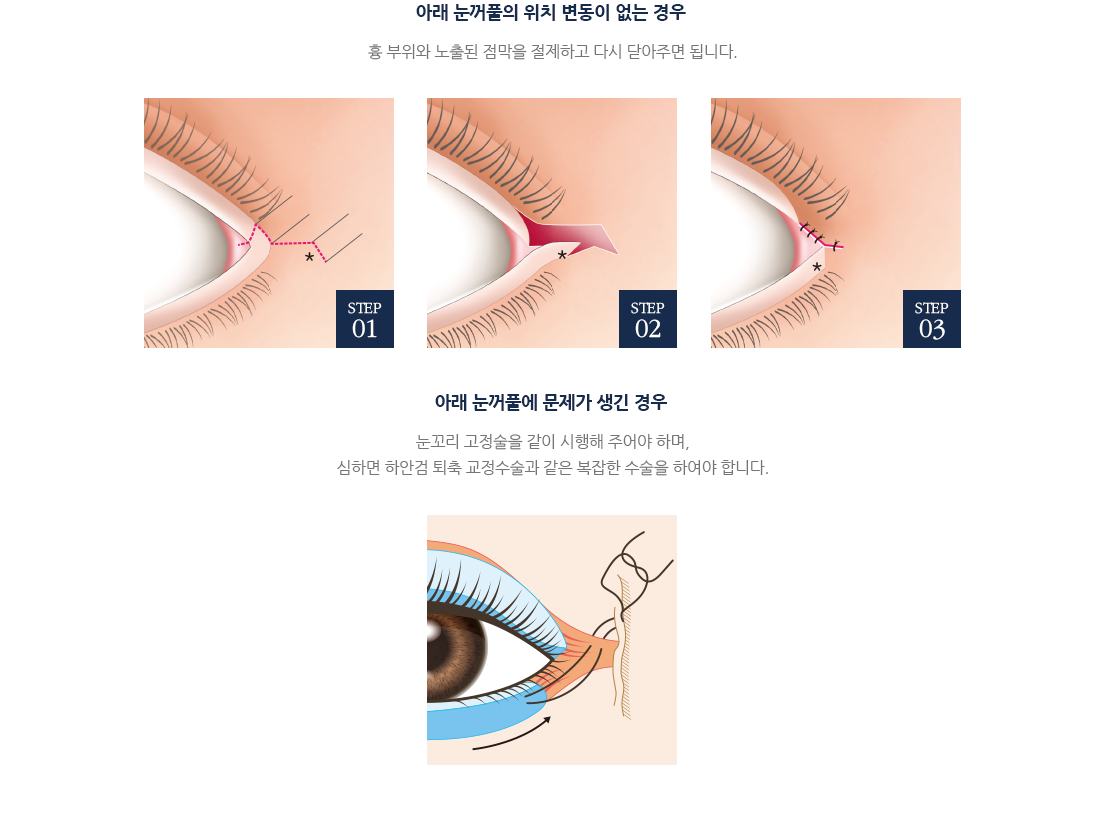 아래 눈꺼풀의 위치 변동이 없는 경우
흉 부위와 노출된 점막을 절제하고 다시 닫아주면 됩니다.
*
STEP
01
*
STEP
02
*
STEP
03
아래 눈꺼풀에 문제가 생긴 경우
눈꼬리 고정술을 같이 시행해 주어야 하며,
심하면 하안검 퇴축 교정수술과 같은 복잡한 수술을 하여야 합니다.